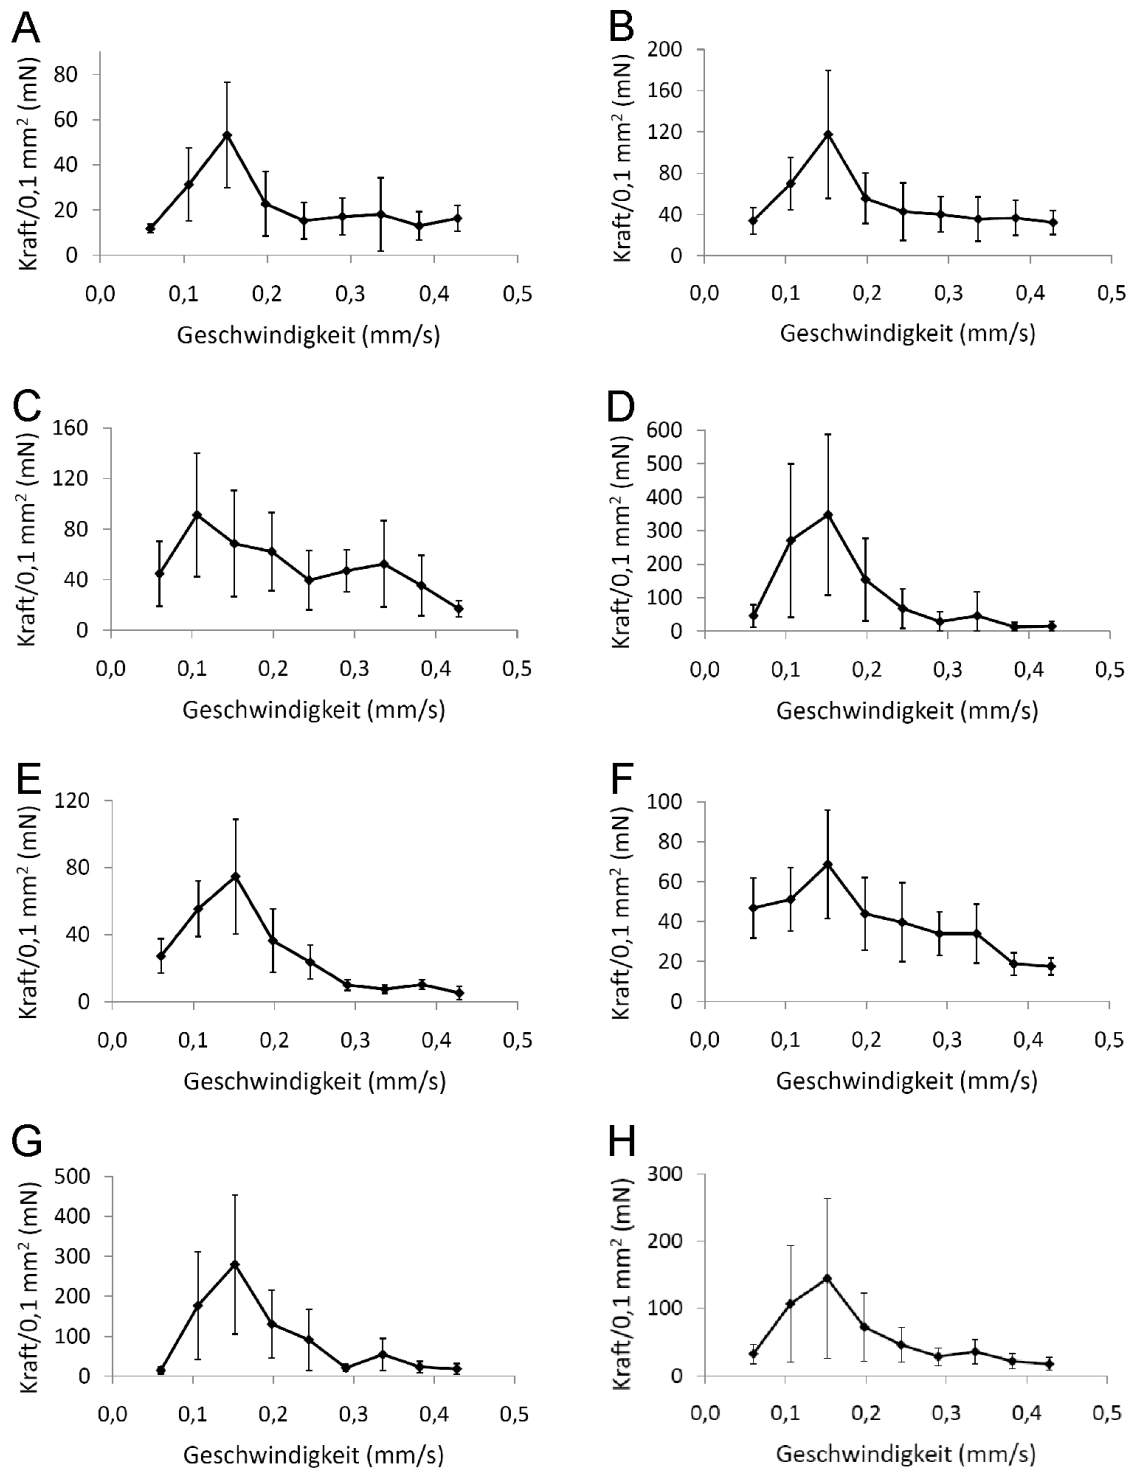 A
Kraft/0,1 mm² (mN)
80
60
40
20
0
0,0 0,1 0,2 0,3 0,4 0,5
Geschwindigkeit (mm/s)
B
Kraft/0,1 mm² (mN)
200
160
120
80
40
0
0,0 0,1 0,2 0,3 0,4 0,5
Geschwindigkeit (mm/s)
C
Kraft/0,1 mm² (mN)
160
120
80
40
0
0,0 0,1 0,2 0,3 0,4 0,5
Geschwindigkeit (mm/s)
D
Kraft/0,1 mm² (mN)
600
500
400
300
200
100
0
0,0 0,1 0,2 0,3 0,4 0,5
Geschwindigkeit (mm/s)
E
Kraft/0,1 mm² (mN)
120
80
40
0
0,0 0,1 0,2 0,3 0,4 0,5
Geschwindigkeit (mm/s)
F
Kraft/0,1 mm² (mN)
100
80
60
40
20
0
0,0 0,1 0,2 0,3 0,4 0,5
Geschwindigkeit (mm/s)
G
Kraft/0,1 mm² (mN)
500
400
300
200
100
0
0,0 0,1 0,2 0,3 0,4 0,5
Geschwindigkeit (mm/s)
H
Kraft/0,1 mm² (mN)
300
200
100
0
0,0 0,1 0,2 0,3 0,4 0,5
Geschwindigkeit (mm/s)